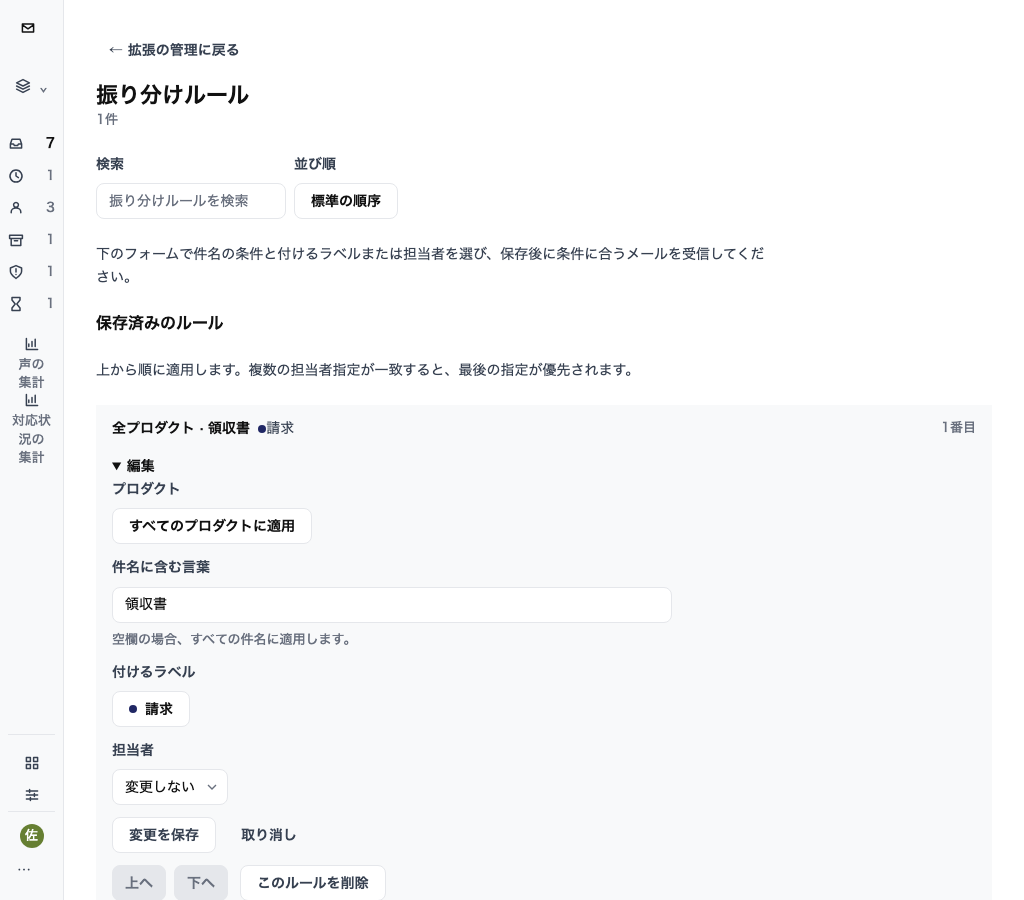 ← 拡張の管理に戻る
振り分けルール
1件
検索
並び順
振り分けルールを検索
標準の順序
下のフォームで件名の条件と付けるラベルまたは担当者を選び、保存後に条件に合うメールを受信してくだ
さい。
保存済みのルール
上から順に適用します。複数の担当者指定が一致すると、最後の指定が優先されます。
全プロダクト · 領収書 請求
1番目
▼ 編集
プロダクト
すべてのプロダクトに適用
件名に含む言葉
領収書
空欄の場合、すべての件名に適用します。
付けるラベル
請求
担当者
変更しない
変更を保存
取り消し
上へ
下へ
このルールを削除
7
1
3
1
1
1
声の
集計
対応状
況の
集計
佐
…